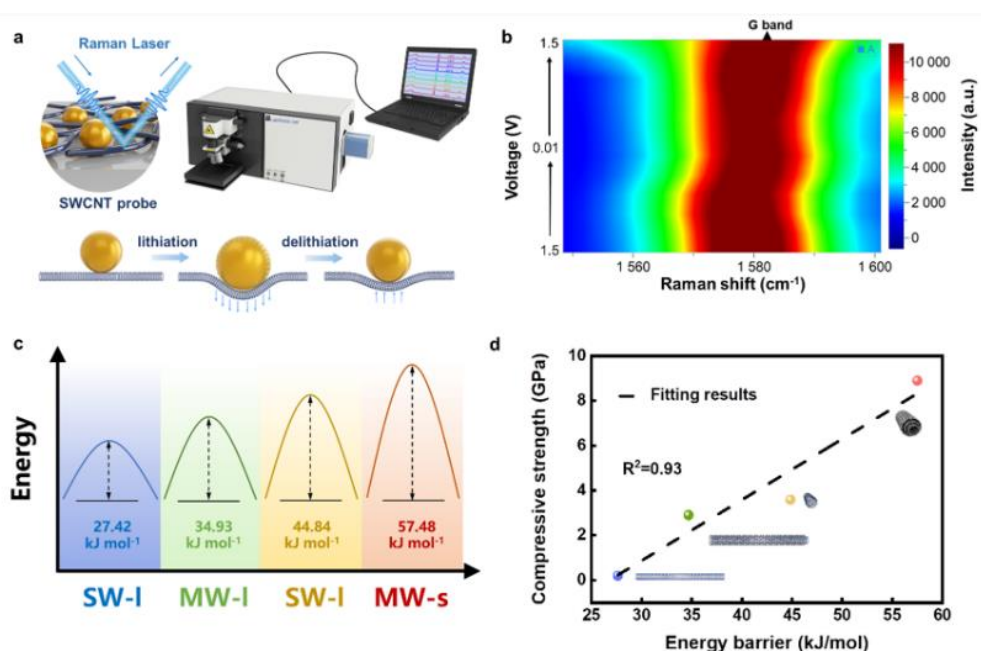 a
Raman Laser
SWCNT probe
lithiation
delithiation
b
G band
A
1.5
0.01
1.5
Voltage (V)
1 560
1 580
1 600
Raman shift (cm⁻¹)
10 000
8 000
6 000
4 000
2 000
0
Intensity (a.u.)
c
Energy
27.42
kJ mol⁻¹
34.93
kJ mol⁻¹
44.84
kJ mol⁻¹
57.48
kJ mol⁻¹
SW-l
MW-l
SW-l
MW-s
d
Compressive strength (GPa)
10
8
6
4
2
0
Fitting results
R²=0.93
25 30 35 40 45 50 55 60
Energy barrier (kJ/mol)